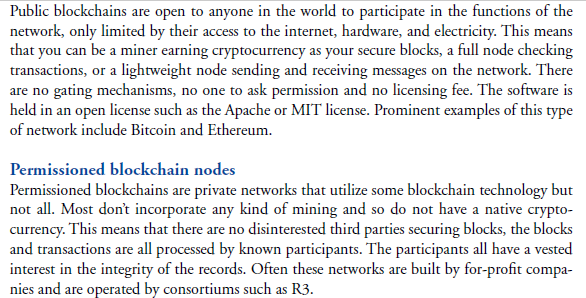 Public blockchains are open to anyone in the world to participate in the functions of the
network, only limited by their access to the internet, hardware, and electricity. This means
that you can be a miner earning cryptocurrency as your secure blocks, a full node checking
transactions, or a lightweight node sending and receiving messages on the network. There
are no gating mechanisms, no one to ask permission and no licensing fee. The software is
held in an open license such as the Apache or MIT license. Prominent examples of this type
of network include Bitcoin and Ethereum.
Permissioned blockchain nodes
Permissioned blockchains are private networks that utilize some blockchain technology but
not all. Most don't incorporate any kind of mining and so do not have a native crypto-
currency. This means that there are no disinterested third parties securing blocks, the blocks
and transactions are all processed by known participants. The participants all have a vested
interest in the integrity of the records. Often these networks are built by for-profit compa-
nies and are operated by consortiums such as R3.